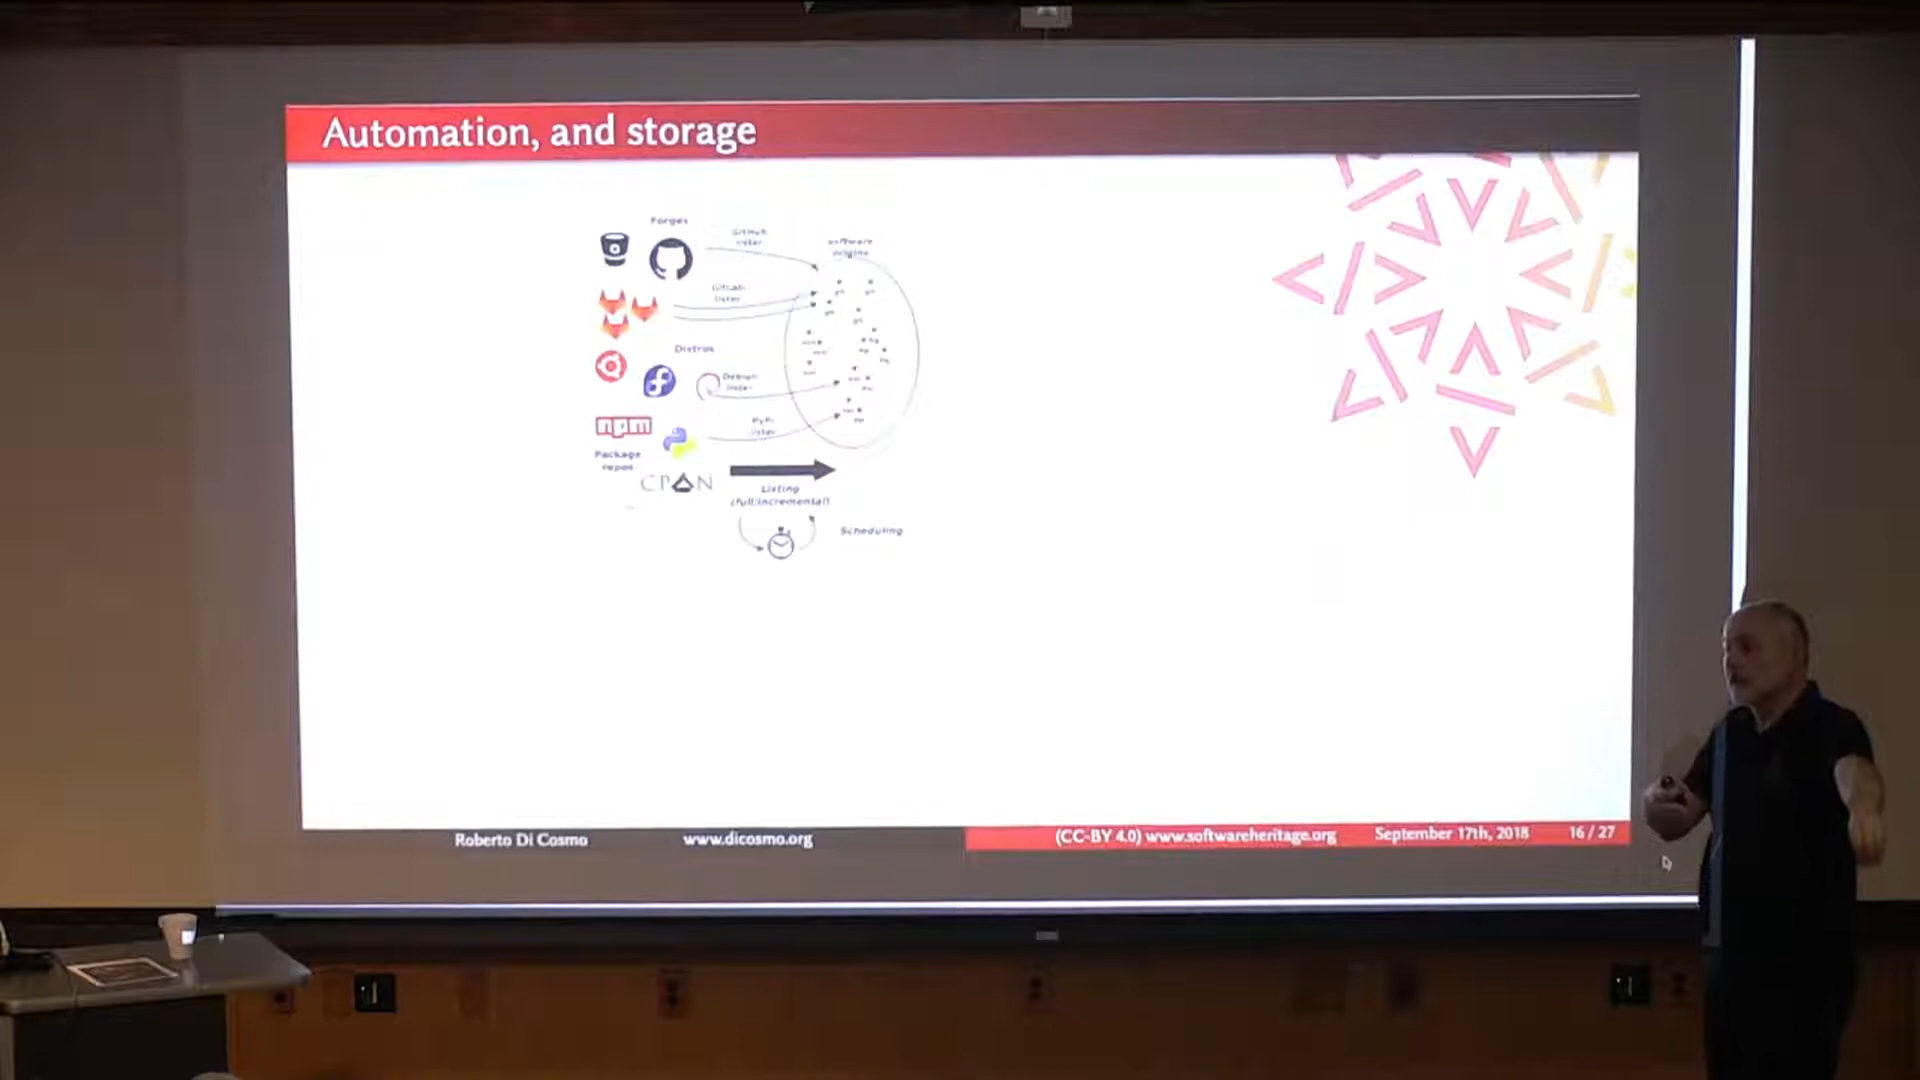 Automation, and storage
Forges
GitHub
lister
software
origins
GitLab
lister
Distros
Debian
lister
npm
PyPI
lister
Package
repos
CPAN
Listing
(full/incremental)
Scheduling
Roberto Di Cosmo
www.dicosmo.org
(CC-BY 4.0) www.softwareheritage.org
September 17th, 2018
16 / 27